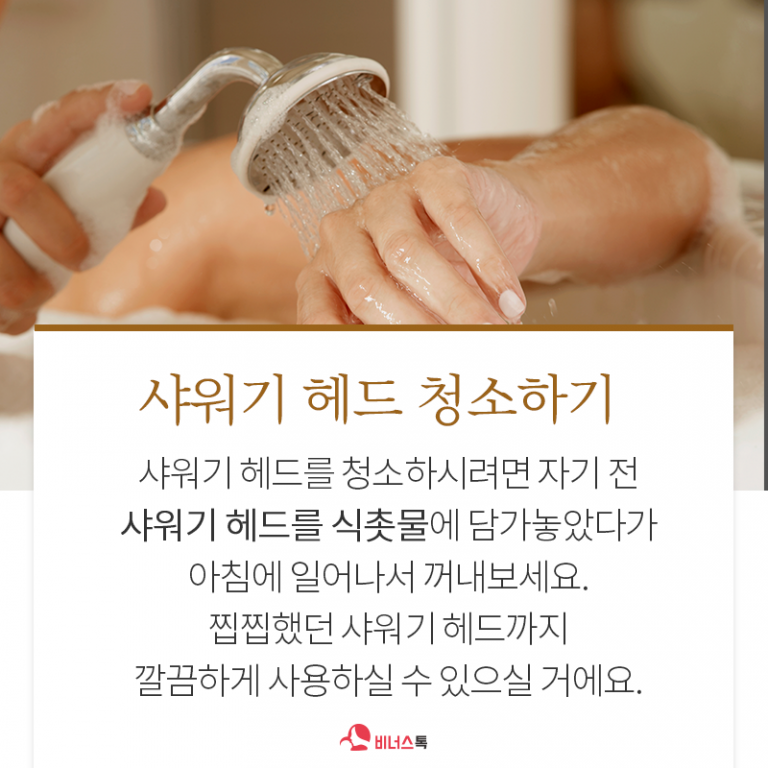 샤워기 헤드 청소하기
샤워기 헤드를 청소하시려면 자기 전
샤워기 헤드를 식촛물에 담가놓았다가
아침에 일어나서 꺼내보세요.
찝찝했던 샤워기 헤드까지
깔끔하게 사용하실 수 있으실 거에요.
비너스톡